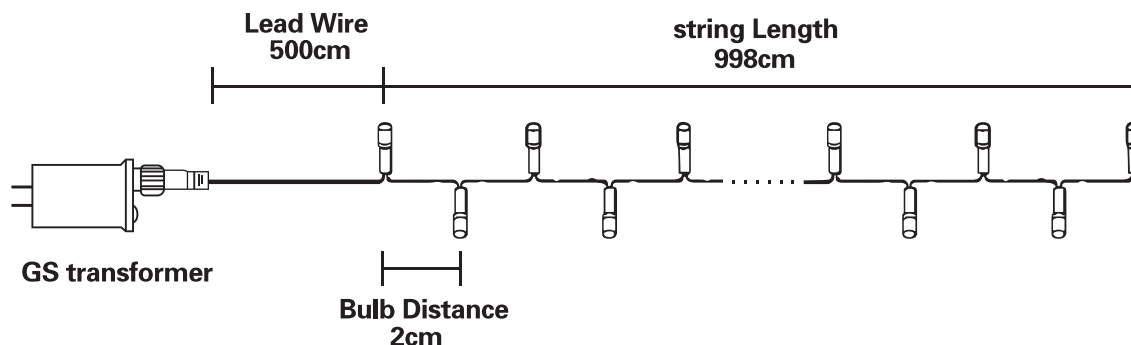 Lead Wire
500cm
string Length
998cm
GS transformer
Bulb Distance
2cm